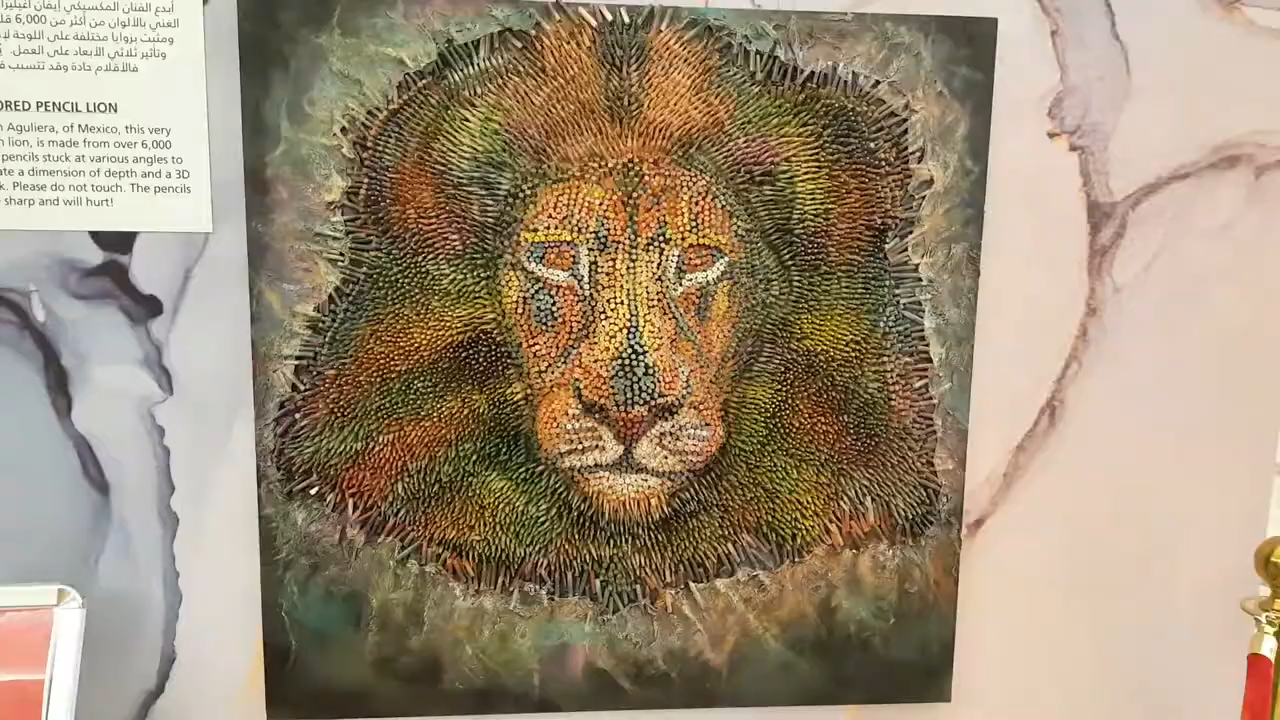 أبدع الفنان المكسيكي إيفان أغيليرا
الغني بالألوان من أكثر من 6,000
ومثبت بزوايا مختلفة على اللوحة
وتأثير ثلاثي الأبعاد على العمل.
فالأقلام حادة وقد تتسبب
ORED PENCIL LION
n Aguliera, of Mexico, this very
n lion, is made from over 6,000
pencils stuck at various angles to
ate a dimension of depth and a 3D
k. Please do not touch. The pencils
sharp and will hurt!